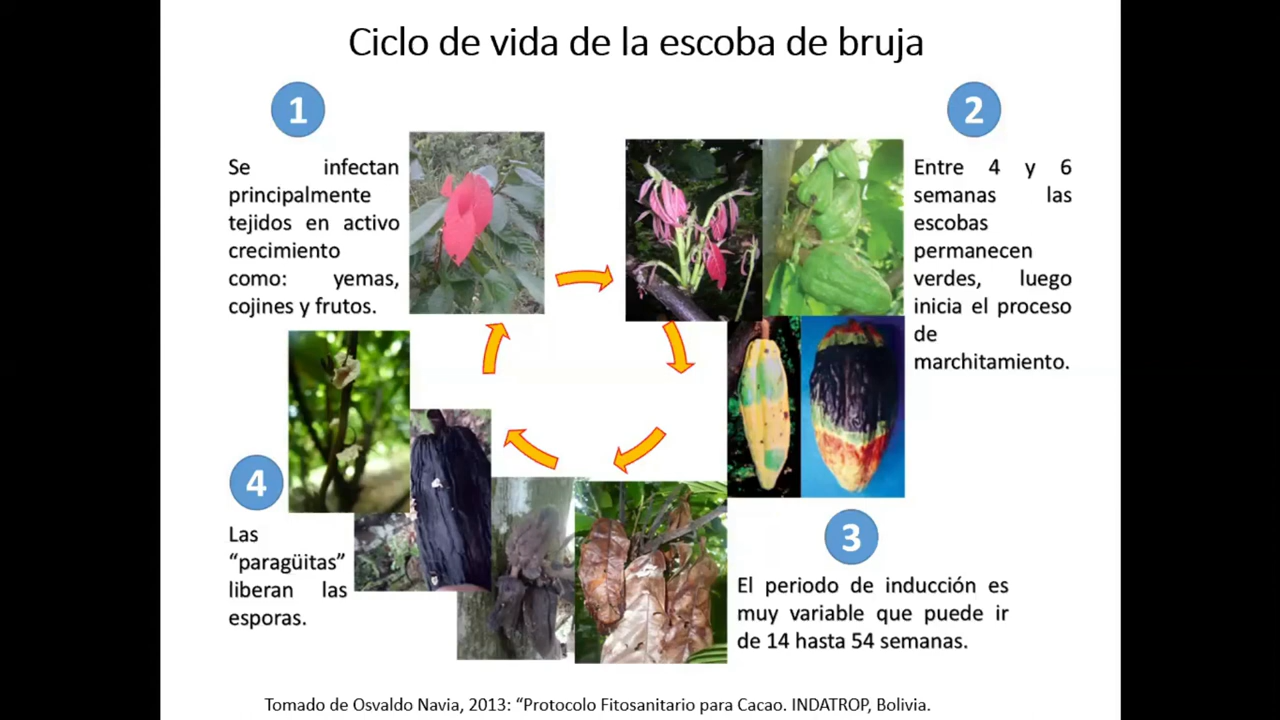 Ciclo de vida de la escoba de bruja
1
Se infectan
principalmente
tejidos en activo
crecimiento
como: yemas,
cojines y frutos.
2
Entre 4 y 6
semanas las
escobas
permanecen
verdes, luego
inicia el proceso
de
marchitamiento.
3
El periodo de inducción es
muy variable que puede ir
de 14 hasta 54 semanas.
4
Las
“paragüitas”
liberan las
esporas.
Tomado de Osvaldo Navia, 2013: “Protocolo Fitosanitario para Cacao. INDATROP, Bolivia.